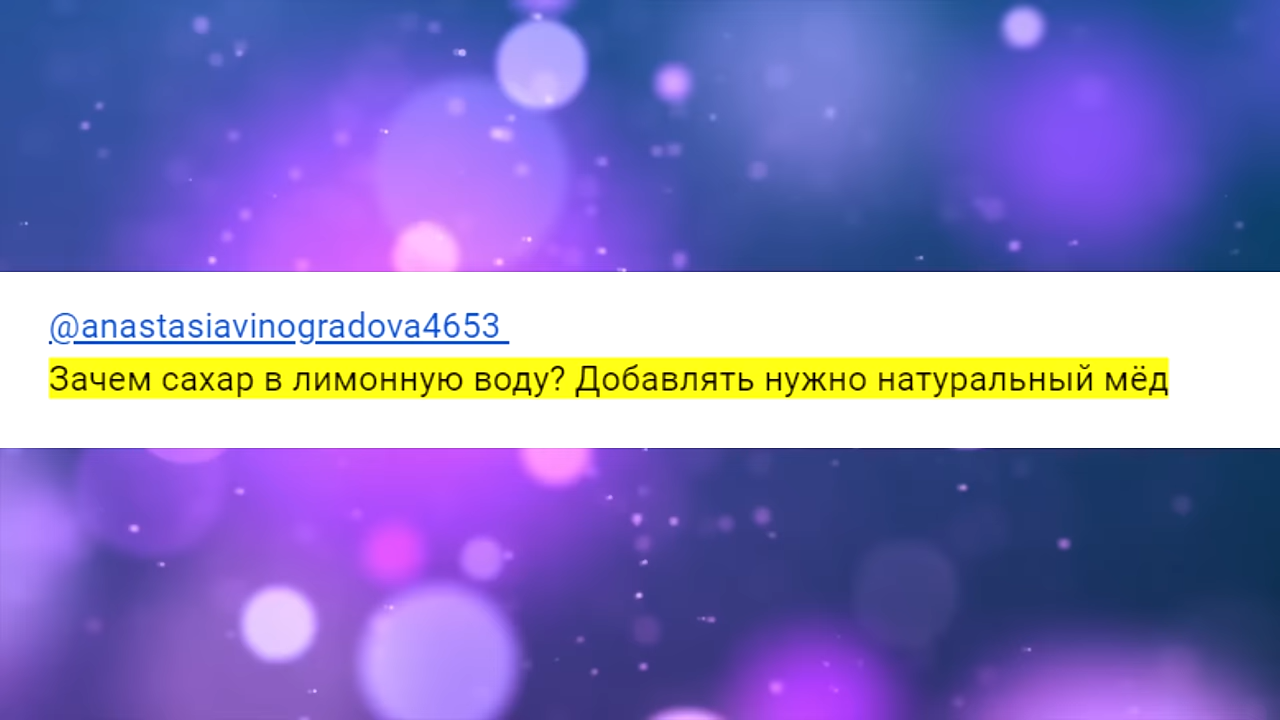 @anastasiavinogradova4653
Зачем сахар в лимонную воду? Добавлять нужно натуральный мёд